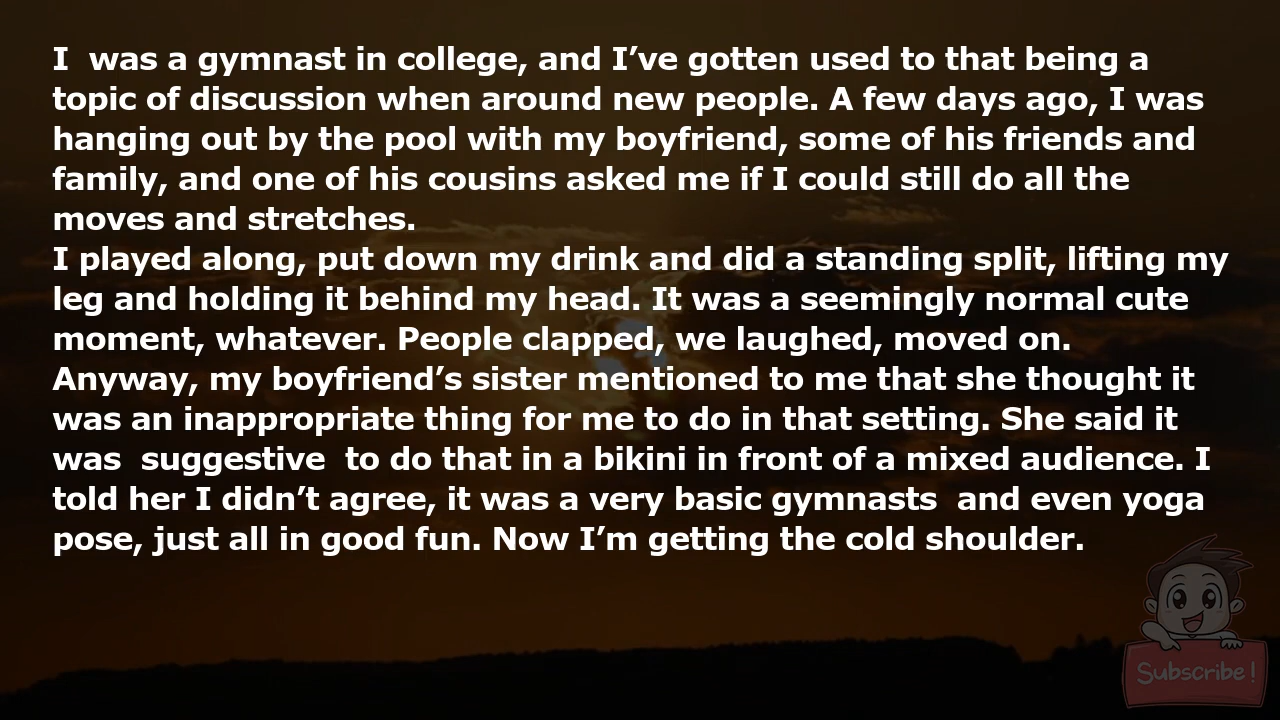 I  was a gymnast in college, and I’ve gotten used to that being a
topic of discussion when around new people. A few days ago, I was
hanging out by the pool with my boyfriend, some of his friends and
family, and one of his cousins asked me if I could still do all the
moves and stretches.
I played along, put down my drink and did a standing split, lifting my
leg and holding it behind my head. It was a seemingly normal cute
moment, whatever. People clapped, we laughed, moved on.
Anyway, my boyfriend’s sister mentioned to me that she thought it
was an inappropriate thing for me to do in that setting. She said it
was  suggestive  to do that in a bikini in front of a mixed audience. I
told her I didn’t agree, it was a very basic gymnasts  and even yoga
pose, just all in good fun. Now I’m getting the cold shoulder.
Subscribe!